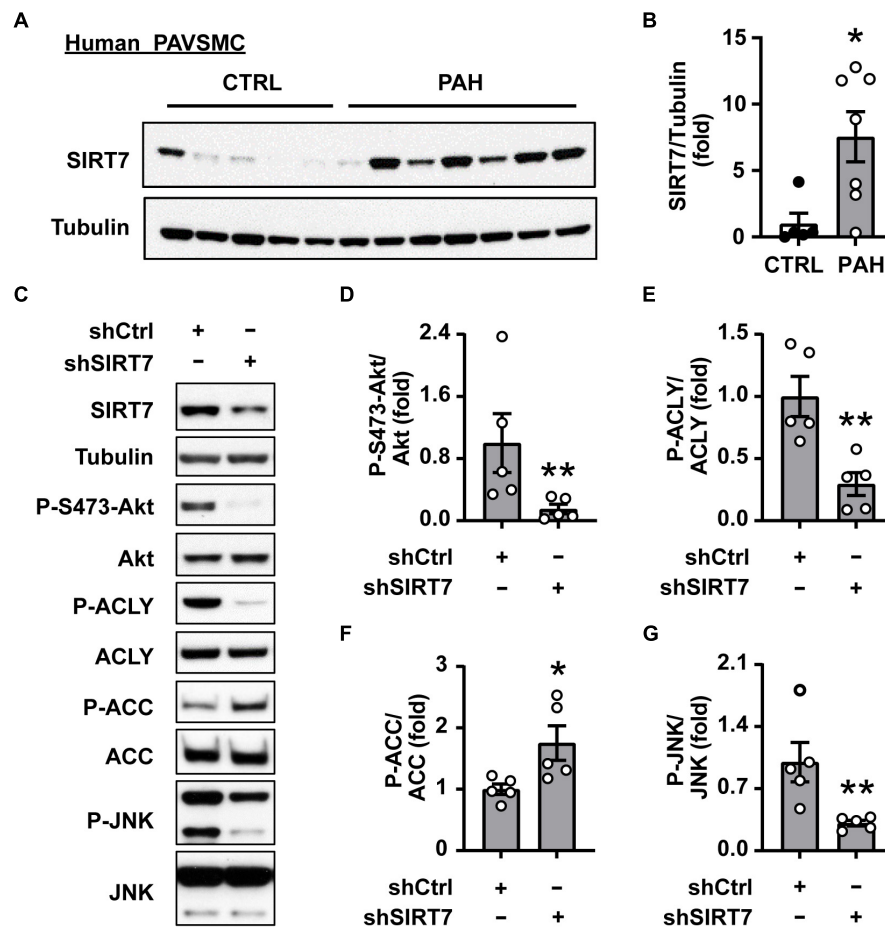 A
Human PAVSMC
CTRL PAH
SIRT7
Tubulin
B
SIRT7/Tubulin
(fold)
15
10
5
0
*
CTRL PAH
C
shCtrl + –
shSIRT7 – +
SIRT7
Tubulin
P-S473-Akt
Akt
P-ACLY
ACLY
P-ACC
ACC
P-JNK
JNK
D
P-S473-Akt/
Akt (fold)
2.4
1.6
0.8
0.0
**
shCtrl + –
shSIRT7 – +
E
P-ACLY/
ACLY (fold)
1.5
1.0
0.5
0.0
**
shCtrl + –
shSIRT7 – +
F
P-ACC/
ACC (fold)
3
2
1
0
*
shCtrl + –
shSIRT7 – +
G
P-JNK/
JNK (fold)
2.1
1.4
0.7
0.0
**
shCtrl + –
shSIRT7 – +